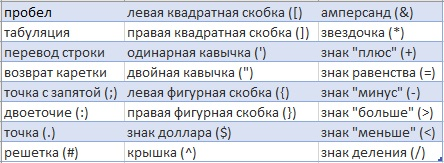 пробел левая квадратная скобка ([) амперсанд (&)
табуляция правая квадратная скобка (]) звездочка (*)
перевод строки одинарная кавычка (') знак "плюс" (+)
возврат каретки двойная кавычка (") знак равенства (=)
точка с запятой (;) левая фигурная скобка ({) знак "минус" (-)
двоеточие (:) правая фигурная скобка (}) знак "больше" (>)
точка (.) знак доллара ($) знак "меньше" (<)
решетка (#) крышка (^) знак деления (/)